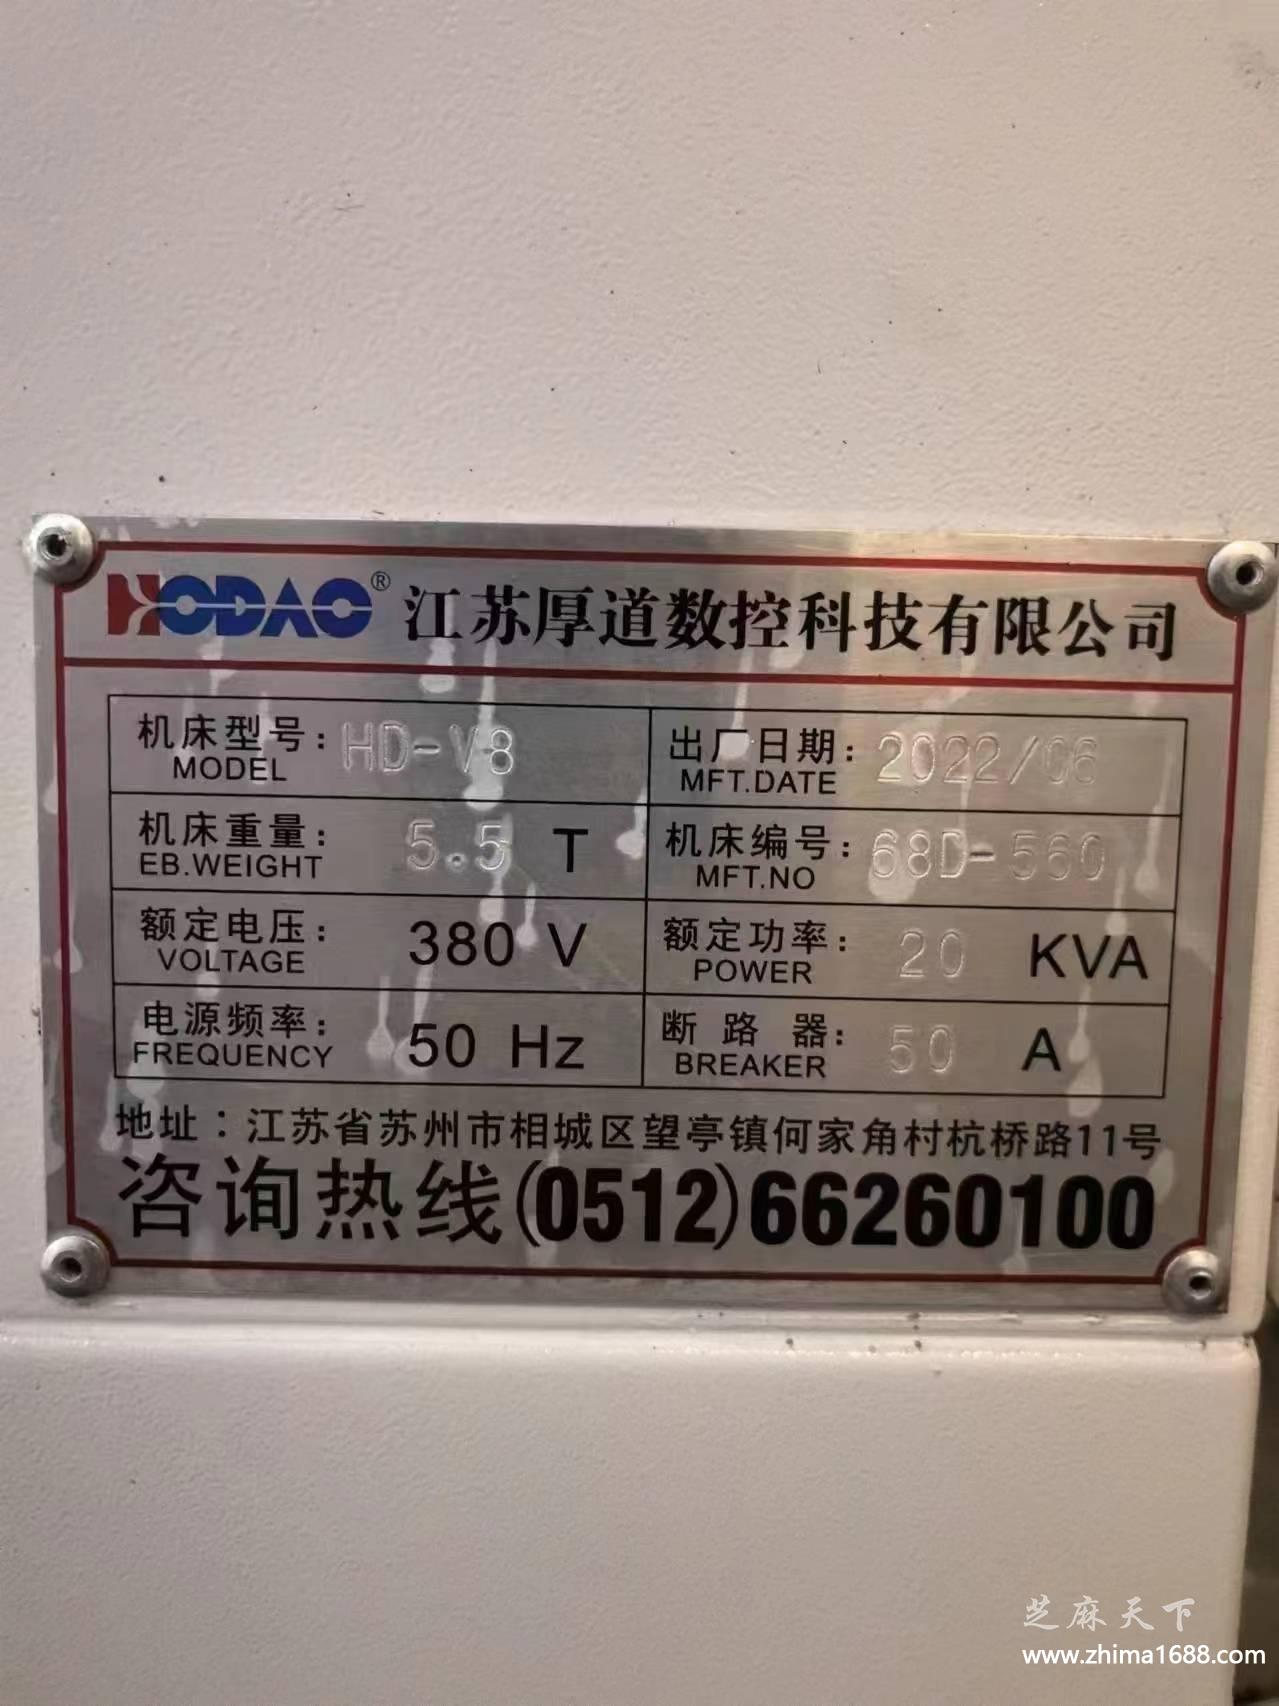 HODAO® 江苏厚道数控科技有限公司
机床型号: HD-V8 出厂日期: 2022/06
MODEL MFT.DATE
机床重量: 5.5 T 机床编号: 68D-560
EB.WEIGHT MFT.NO
额定电压: 380 V 额定功率: 20 KVA
VOLTAGE POWER
电源频率: 50 Hz 断路器: 50 A
FREQUENCY BREAKER
地址:江苏省苏州市相城区望亭镇何家角村杭桥路11号
咨询热线(0512)66260100
芝麻天下
www.zhima1688.com